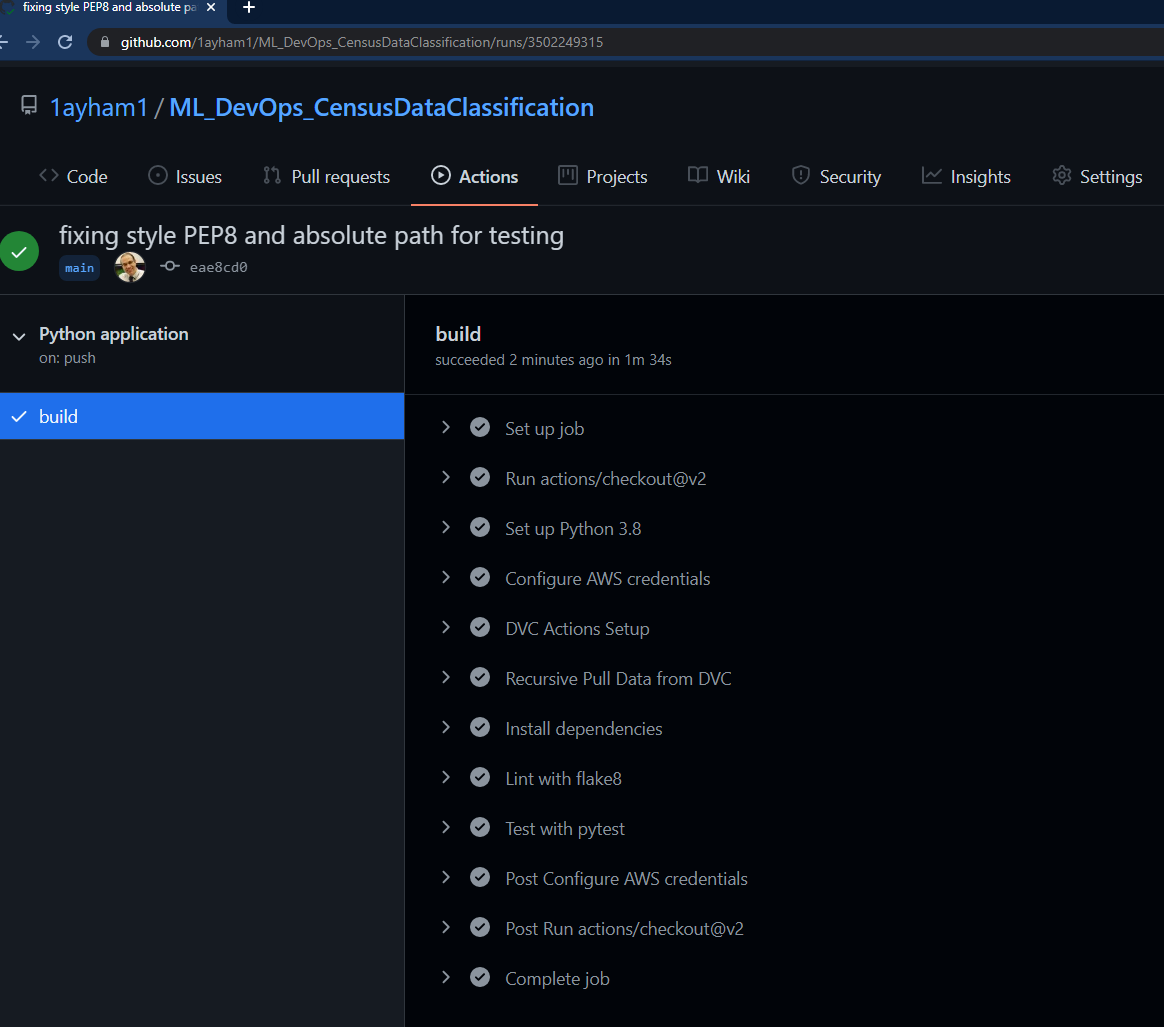 fixing style PEP8 and absolute pa
github.com/1ayham1/ML_DevOps_CensusDataClassification/runs/3502249315
1ayham1 / ML_DevOps_CensusDataClassification
Code Issues Pull requests Actions Projects Wiki Security Insights Settings
fixing style PEP8 and absolute path for testing
main eae8cd0
Python application
on: push
build
build
succeeded 2 minutes ago in 1m 34s
Set up job
Run actions/checkout@v2
Set up Python 3.8
Configure AWS credentials
DVC Actions Setup
Recursive Pull Data from DVC
Install dependencies
Lint with flake8
Test with pytest
Post Configure AWS credentials
Post Run actions/checkout@v2
Complete job